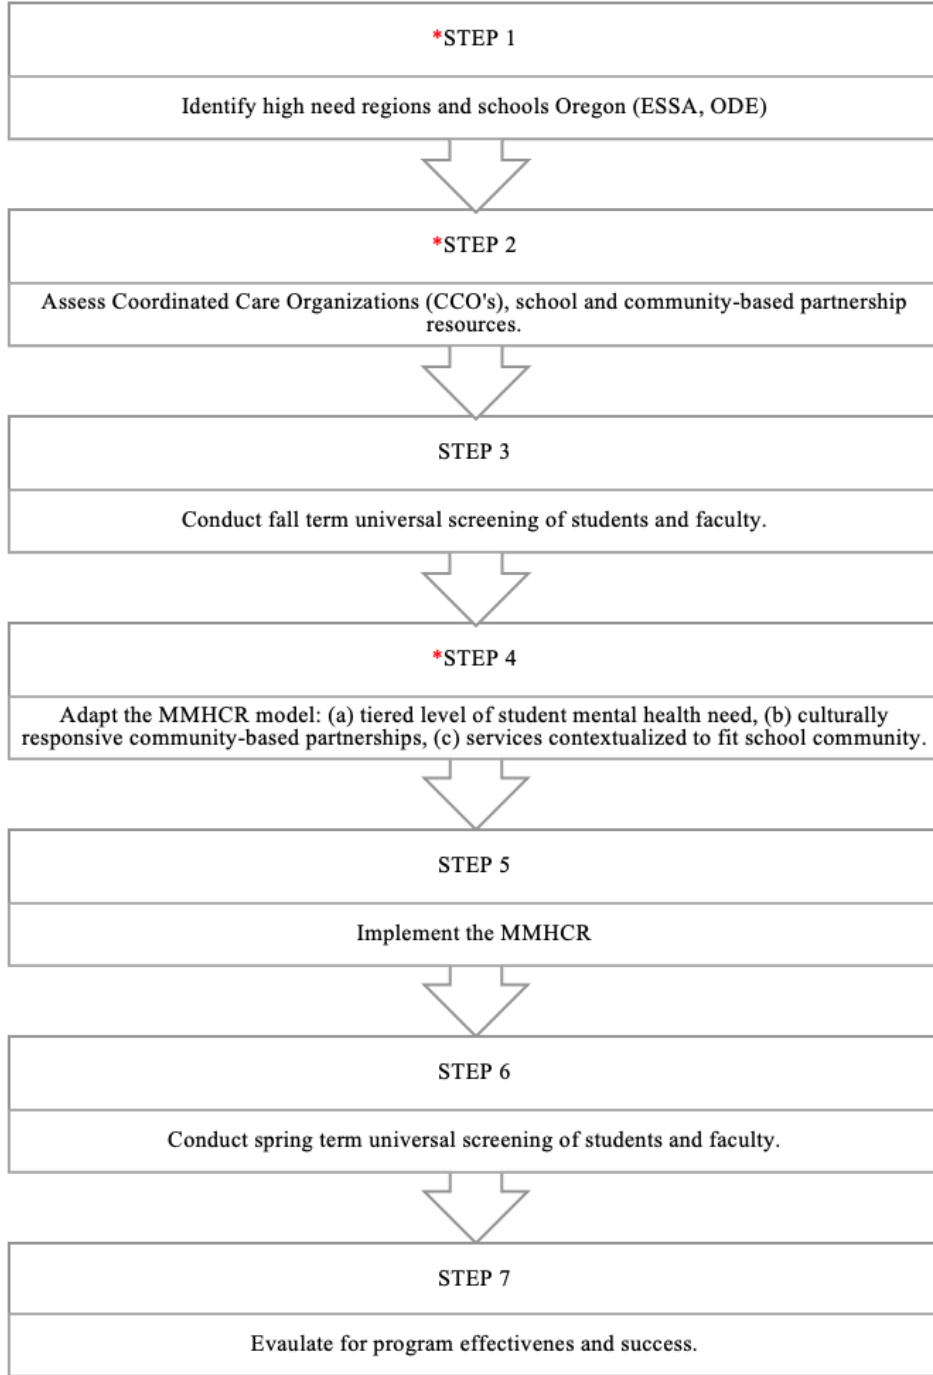 *STEP 1
Identify high need regions and schools Oregon (ESSA, ODE)
*STEP 2
Assess Coordinated Care Organizations (CCO's), school and community-based partnership
resources.
STEP 3
Conduct fall term universal screening of students and faculty.
*STEP 4
Adapt the MMHCR model: (a) tiered level of student mental health need, (b) culturally
responsive community-based partnerships, (c) services contextualized to fit school community.
STEP 5
Implement the MMHCR
STEP 6
Conduct spring term universal screening of students and faculty.
STEP 7
Evaulate for program effectivenes and success.